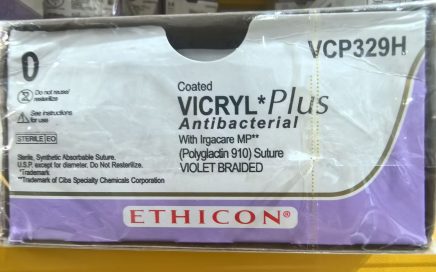 0
VCP329H
Do not reuse/
resterilize
See instructions
for use
STERILE EO
Coated
VICRYL* Plus
Antibacterial
With Irgacare MP**
(Polyglactin 910) Suture
VIOLET BRAIDED
Sterile, Synthetic Absorbable Suture.
U.S.P. except for diameter. Do Not Resterilize.
*Trademark
**Trademark of Ciba Specialty Chemicals Corporation
ETHICON®